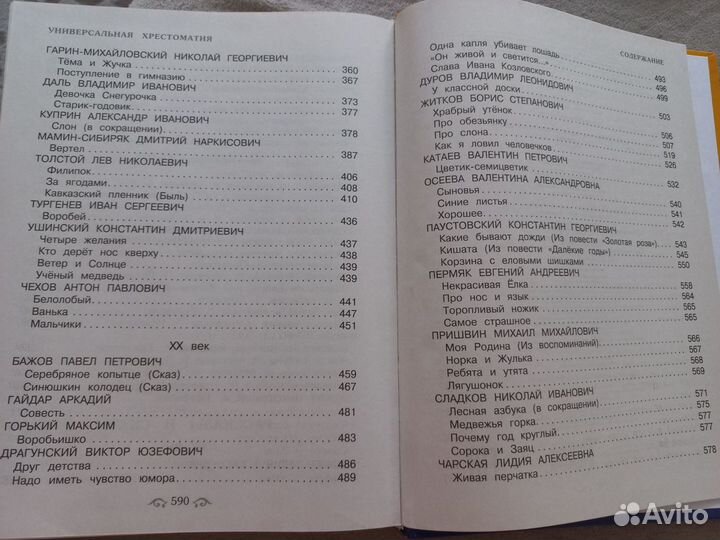 УНИВЕРСАЛЬНАЯ ХРЕСТОМАТИЯ
ГАРИН-МИХАЙЛОВСКИЙ НИКОЛАЙ ГЕОРГИЕВИЧ
Тёма и Жучка 360
Поступление в гимназию 367
ДАЛЬ ВЛАДИМИР ИВАНОВИЧ
Девочка Снегурочка 373
Старик-годовик 377
КУПРИН АЛЕКСАНДР ИВАНОВИЧ
Слон (в сокращении) 378
МАМИН-СИБИРЯК ДМИТРИЙ НАРКИСОВИЧ
Вертел 387
ТОЛСТОЙ ЛЕВ НИКОЛАЕВИЧ
Филипок 406
За ягодами 408
Кавказский пленник (Быль) 410
ТУРГЕНЕВ ИВАН СЕРГЕЕВИЧ
Воробей 436
УШИНСКИЙ КОНСТАНТИН ДМИТРИЕВИЧ
Четыре желания 437
Кто дерёт нос кверху 438
Ветер и Солнце 439
Учёный медведь 439
ЧЕХОВ АНТОН ПАВЛОВИЧ
Белолобый 441
Ванька 447
Мальчики 451
XX век
БАЖОВ ПАВЕЛ ПЕТРОВИЧ
Серебряное копытце (Сказ) 459
Синюшкин колодец (Сказ) 467
ГАЙДАР АРКАДИЙ
Совесть 481
ГОРЬКИЙ МАКСИМ
Воробьишко 483
ДРАГУНСКИЙ ВИКТОР ЮЗЕФОВИЧ
Друг детства 486
Надо иметь чувство юмора 489
590
СОДЕРЖАНИЕ
Одна капля убивает лошадь 493
"Он живой и светится..." 496
Слава Ивана Козловского 499
ДУРОВ ВЛАДИМИР ЛЕОНИДОВИЧ
У классной доски 503
ЖИТКОВ БОРИС СТЕПАНОВИЧ
Храбрый утёнок 506
Про обезьянку 507
Про слона 519
Как я ловил человечков 526
КАТАЕВ ВАЛЕНТИН ПЕТРОВИЧ
Цветик-семицветик 532
ОСЕЕВА ВАЛЕНТИНА АЛЕКСАНДРОВНА
Сыновья 540
Синие листья 541
Хорошее 542
ПАУСТОВСКИЙ КОНСТАНТИН ГЕОРГИЕВИЧ
Какие бывают дожди (Из повести «Золотая роза») 543
Кишата (Из повести «Далёкие годы») 545
Корзина с еловыми шишками 550
ПЕРМЯК ЕВГЕНИЙ АНДРЕЕВИЧ
Некрасивая Ёлка 558
Про нос и язык 564
Торопливый ножик 565
Самое страшное 565
ПРИШВИН МИХАИЛ МИХАЙЛОВИЧ
Моя Родина (Из воспоминаний) 566
Норка и Жулька 567
Ребята и утята 568
Лягушонок 569
СЛАДКОВ НИКОЛАЙ ИВАНОВИЧ
Лесная азбука (в сокращении) 571
Медвежья горка 575
Почему год круглый 577
Сорока и Заяц 577
ЧАРСКАЯ ЛИДИЯ АЛЕКСЕЕВНА
Живая перчатка 578
Avito